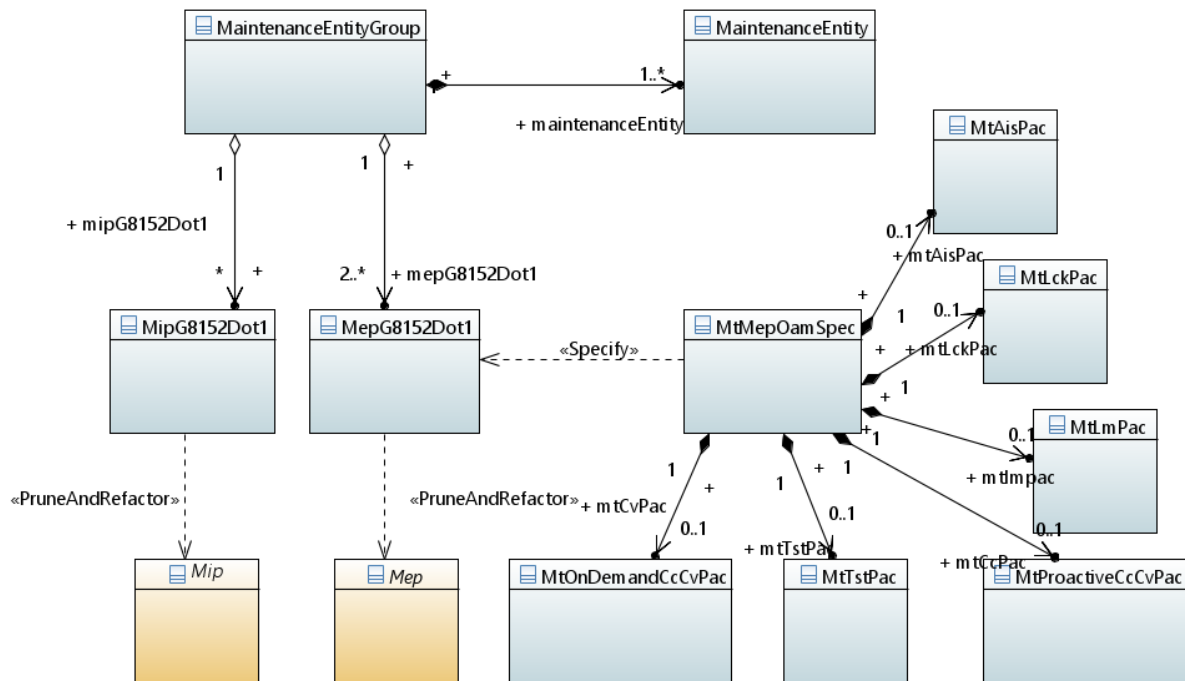 MaintenanceEntityGroup
MaintenanceEntity
+
1..*
+ maintenanceEntity
MtAisPac
1
1
+
+ mipG8152Dot1
0..1
+ mtAisPac
MtLckPac
*
+
2..*
+ mepG8152Dot1
+
1
0..1
MipG8152Dot1
MepG8152Dot1
MtMepOamSpec
«Specify»
+
+ mtLckPac
1
+
MtLmPac
+
1
0..1
1
+
1
1
+ mtlmpac
«PruneAndRefactor»
«PruneAndRefactor»
+ mtCvPac
+
0..1
0..1
0..1
+ mtTstPac
+ mtCcPac
Mip
Mep
MtOnDemandCcCvPac
MtTstPac
MtProactiveCcCvPac